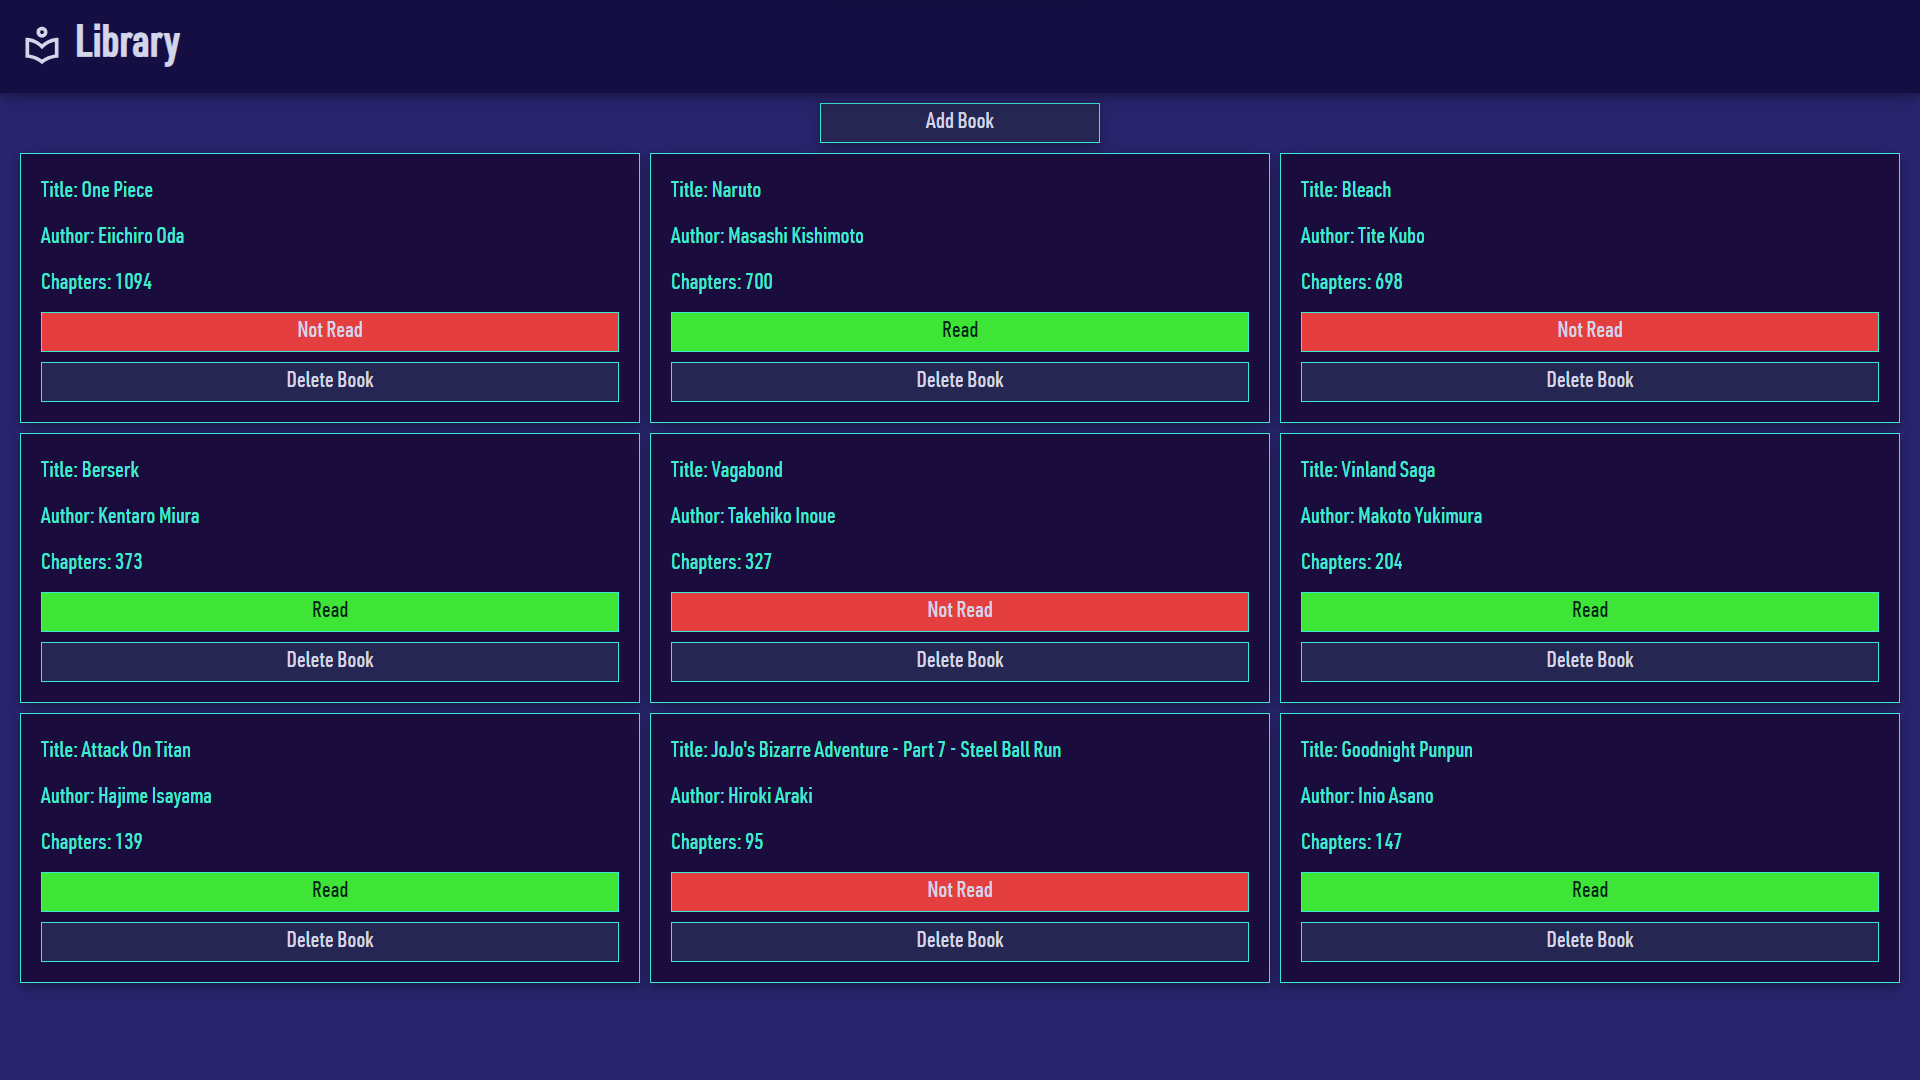 Library
Add Book
Title: One Piece
Author: Eiichiro Oda
Chapters: 1094
Not Read
Delete Book
Title: Naruto
Author: Masashi Kishimoto
Chapters: 700
Read
Delete Book
Title: Bleach
Author: Tite Kubo
Chapters: 698
Not Read
Delete Book
Title: Berserk
Author: Kentaro Miura
Chapters: 373
Read
Delete Book
Title: Vagabond
Author: Takehiko Inoue
Chapters: 327
Not Read
Delete Book
Title: Vinland Saga
Author: Makoto Yukimura
Chapters: 204
Read
Delete Book
Title: Attack On Titan
Author: Hajime Isayama
Chapters: 139
Read
Delete Book
Title: JoJo's Bizarre Adventure - Part 7 - Steel Ball Run
Author: Hiroki Araki
Chapters: 95
Not Read
Delete Book
Title: Goodnight Punpun
Author: Inio Asano
Chapters: 147
Read
Delete Book